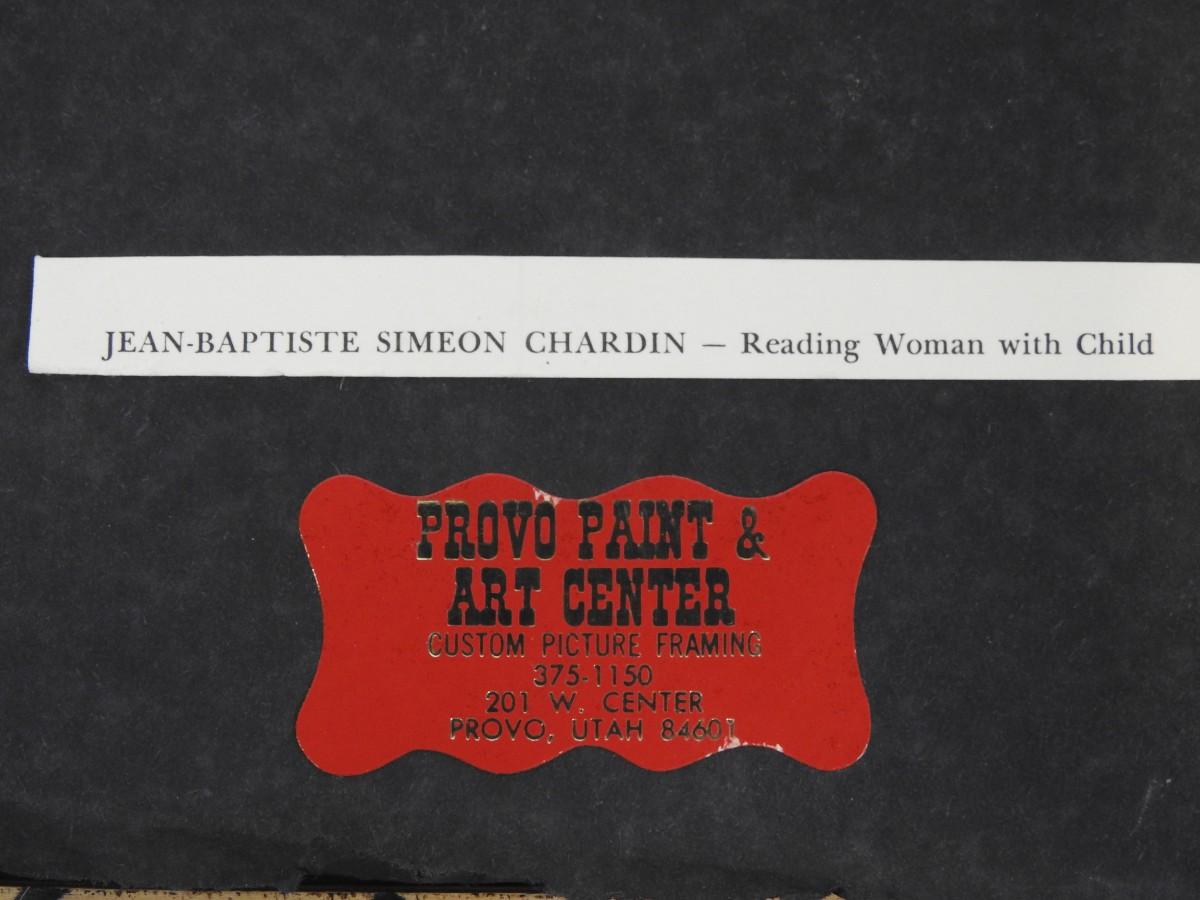 JEAN-BAPTISTE SIMEON CHARDIN — Reading Woman with Child
PROVO PAINT &
ART CENTER
CUSTOM PICTURE FRAMING
375-1150
201 W. CENTER
PROVO, UTAH 84601